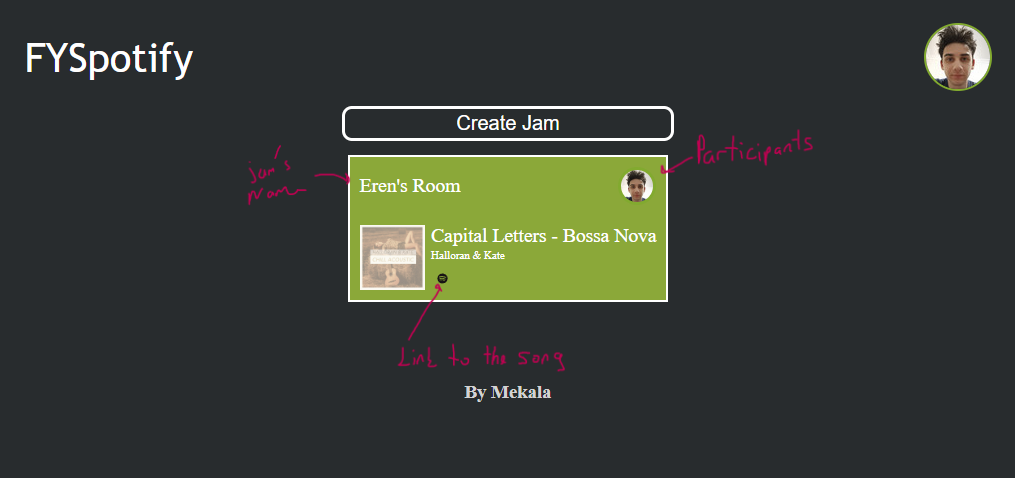 FYSpotify
Create Jam
Participants
jam's
Name
Eren's Room
Capital Letters - Bossa Nova
Halloran & Kate
Link to the song
By Mekala